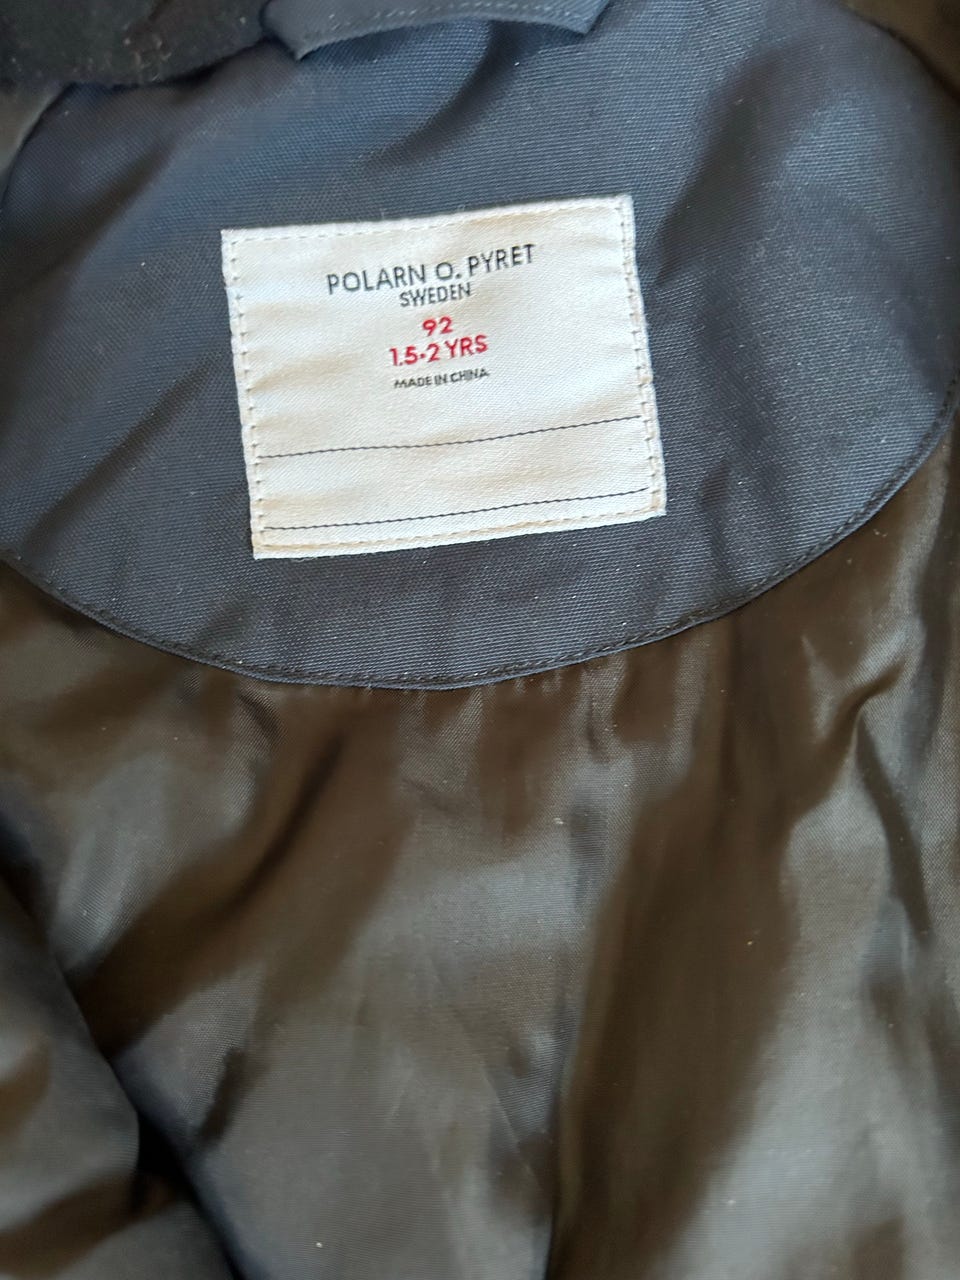 POLARN O. PYRET
SWEDEN
92
1.5-2 YRS
MADE IN CHINA